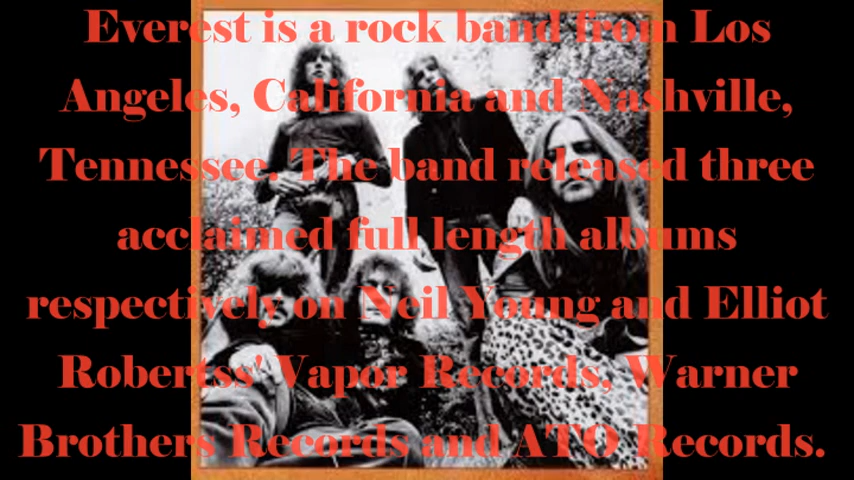 Everest is a rock band from Los
Angeles, California and Nashville,
Tennessee. The band released three
acclaimed full length albums
respectively on Neil Young and Elliot
Robertss' Vapor Records, Warner
Brothers Records and ATO Records.